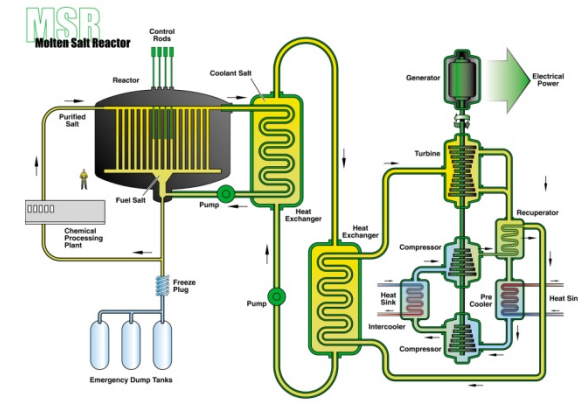 MSR
Molten Salt Reactor
Control
Rods
Reactor
Coolant Salt
Purified
Salt
Fuel Salt
Pump
Heat
Exchanger
Chemical
Processing
Plant
Freeze
Plug
Emergency Dump Tanks
Pump
Heat
Exchanger
Generator
Electrical
Power
Turbine
Recuperator
Compressor
Heat
Sink
Intercooler
Pre
Cooler
Heat Sin
Compressor